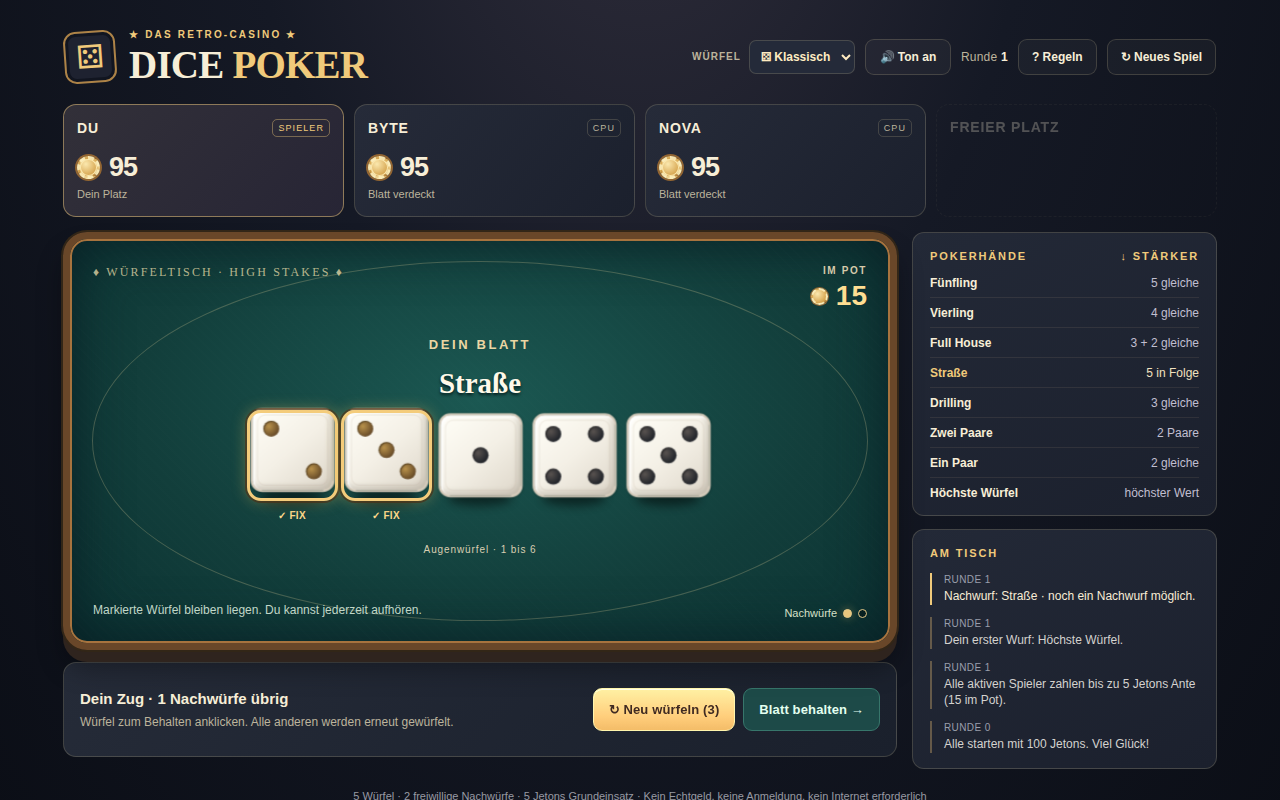 ★ DAS RETRO-CASINO ★
DICE POKER
WÜRFEL
⚄ Klassisch
🔊 Ton an
Runde 1
? Regeln
↻ Neues Spiel
DU
SPIELER
95
Dein Platz
BYTE
CPU
95
Blatt verdeckt
NOVA
CPU
95
Blatt verdeckt
FREIER PLATZ
♦ WÜRFELTISCH · HIGH STAKES ♦
IM POT
15
DEIN BLATT
Straße
✓ FIX
✓ FIX
Augenwürfel · 1 bis 6
Markierte Würfel bleiben liegen. Du kannst jederzeit aufhören.
Nachwürfe
Dein Zug · 1 Nachwürfe übrig
Würfel zum Behalten anklicken. Alle anderen werden erneut gewürfelt.
↻ Neu würfeln (3)
Blatt behalten →
POKERHÄNDE ↓ STÄRKER
Fünfling 5 gleiche
Vierling 4 gleiche
Full House 3 + 2 gleiche
Straße 5 in Folge
Drilling 3 gleiche
Zwei Paare 2 Paare
Ein Paar 2 gleiche
Höchste Würfel höchster Wert
AM TISCH
RUNDE 1
Nachwurf: Straße · noch ein Nachwurf möglich.
RUNDE 1
Dein erster Wurf: Höchste Würfel.
RUNDE 1
Alle aktiven Spieler zahlen bis zu 5 Jetons Ante
(15 im Pot).
RUNDE 0
Alle starten mit 100 Jetons. Viel Glück!
5 Würfel · 2 freiwillige Nachwürfe · 5 Jetons Grundeinsatz · Kein Echtgeld, keine Anmeldung, kein Internet erforderlich